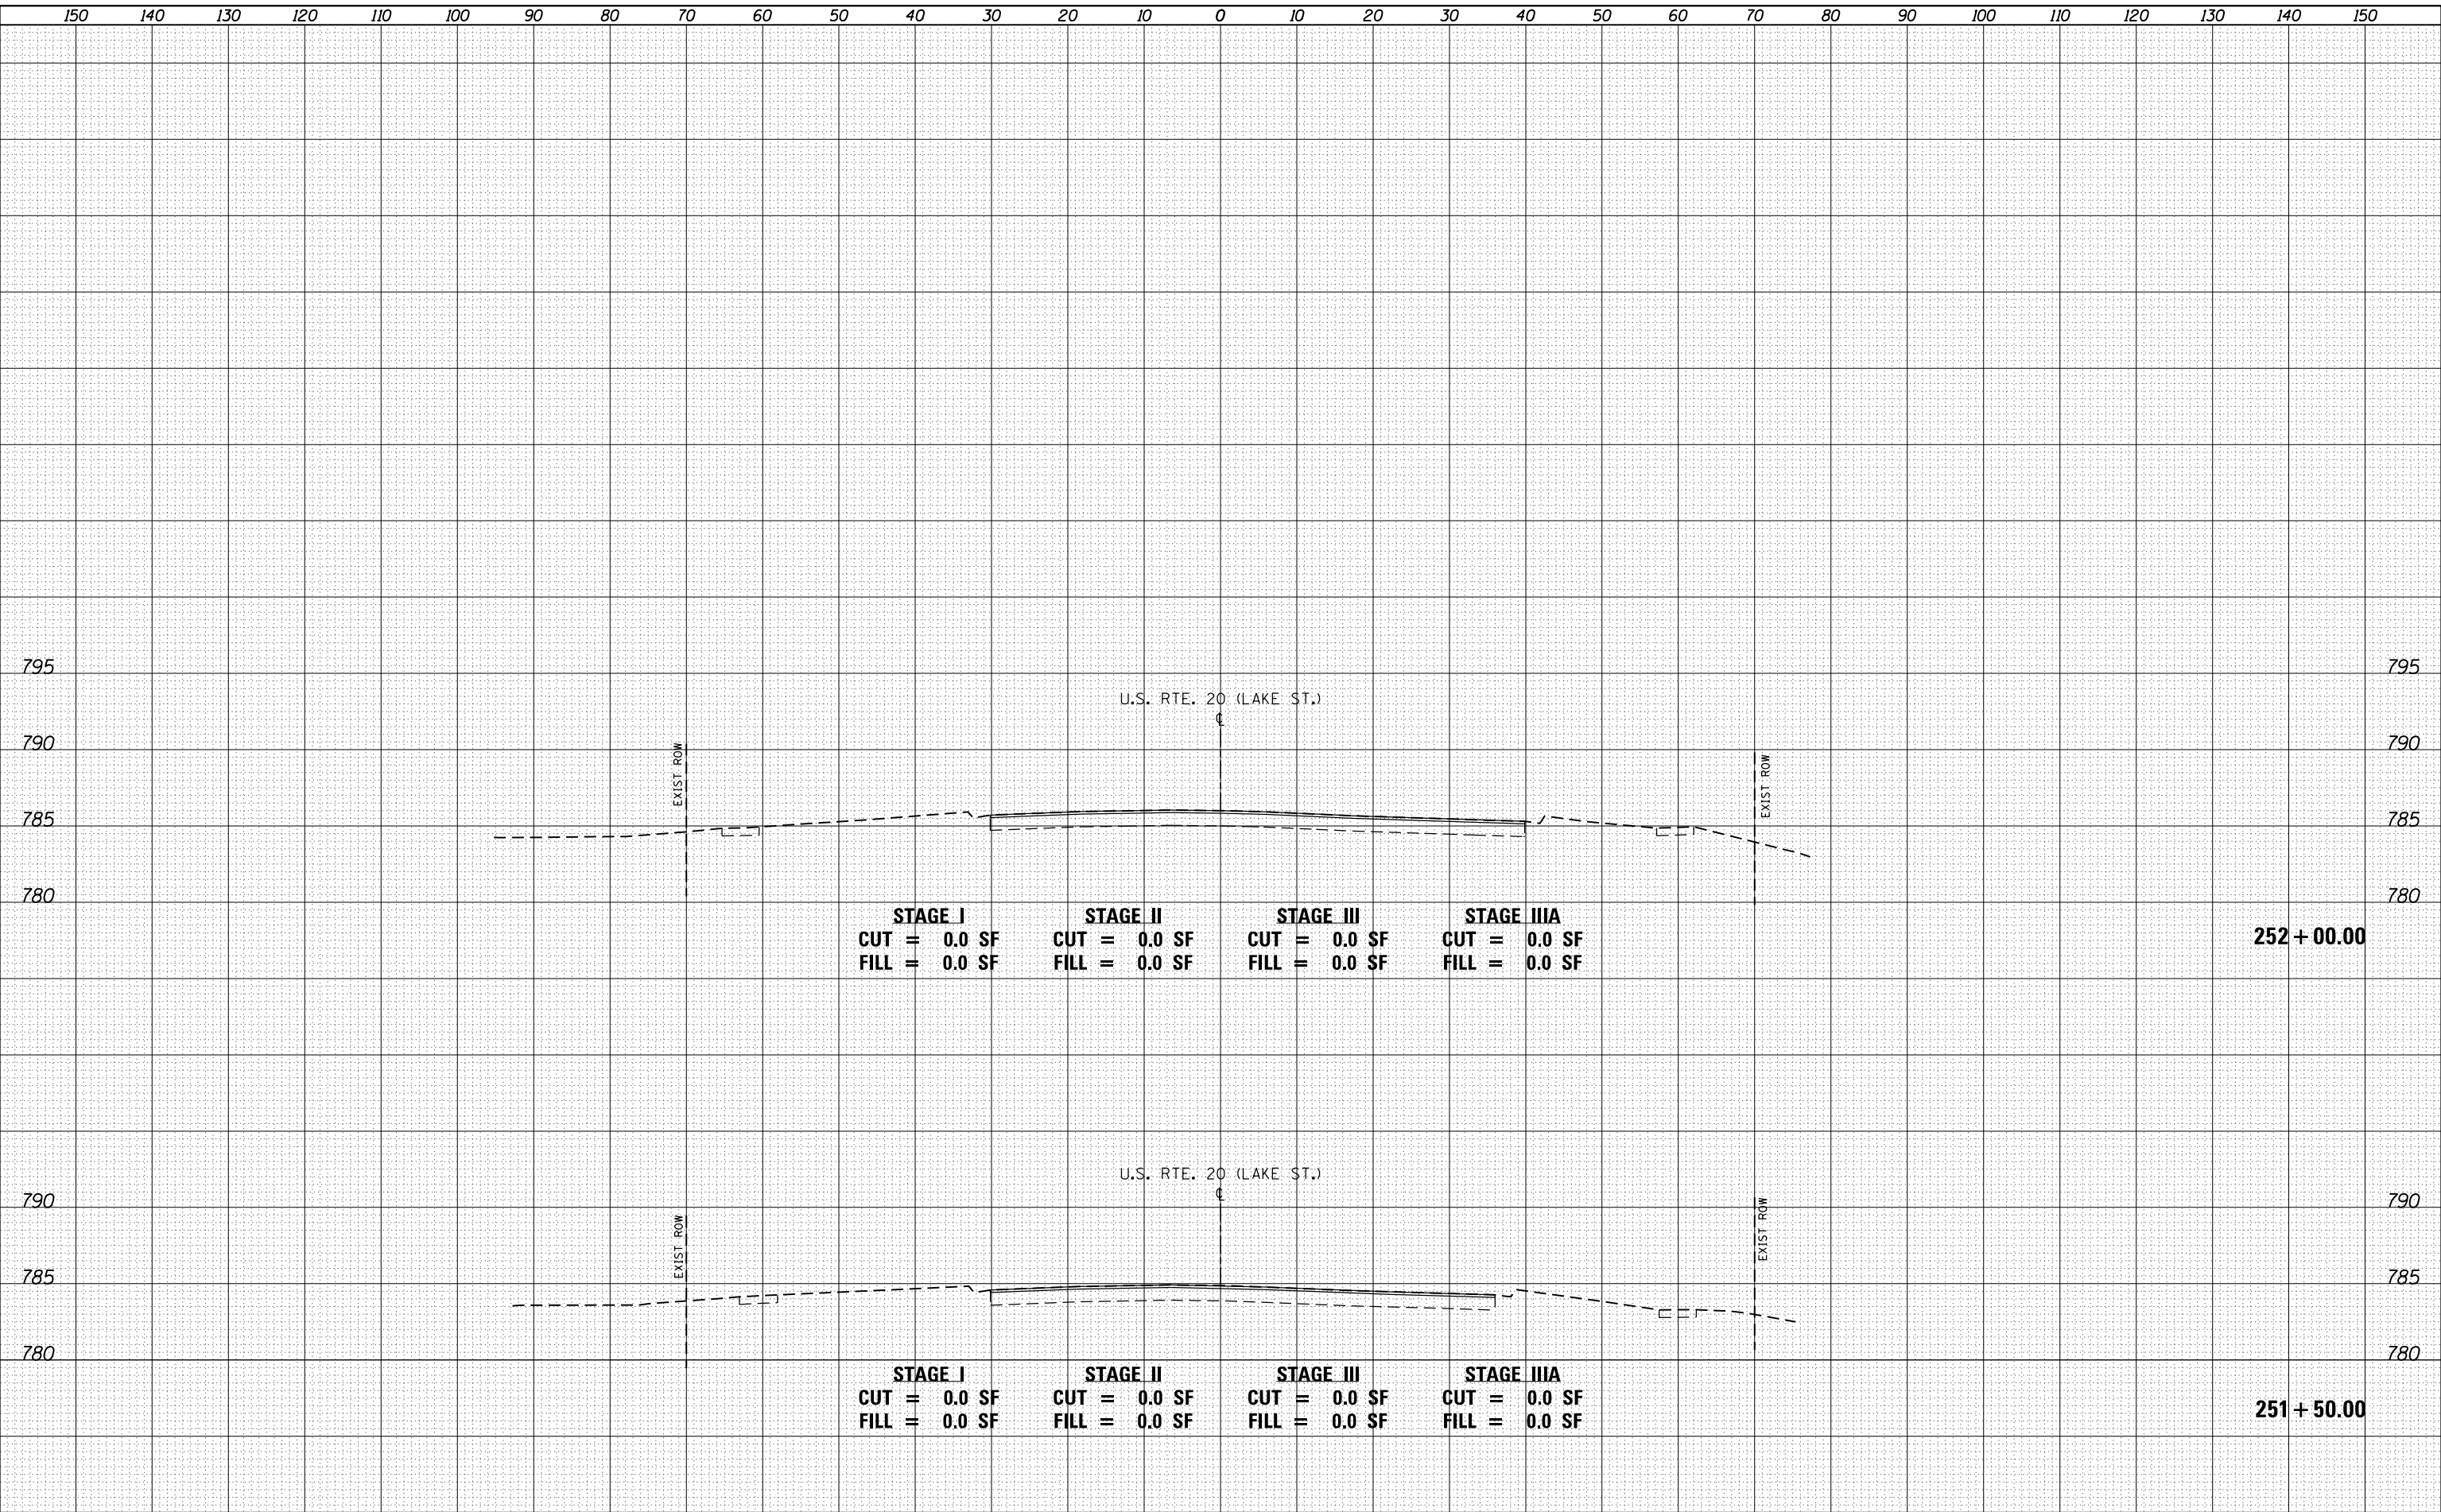 150 140 130 120 110 100 90 80 70 60 50 40 30 20 10 0 10 20 30 40 50 60 70 80 90 100 110 120 130 140 150
795 795
U.S. RTE. 20 (LAKE ST.)
℄
790 790
EXIST ROW EXIST ROW
785 785
780 780
STAGE I STAGE II STAGE III STAGE IIIA
CUT = 0.0 SF CUT = 0.0 SF CUT = 0.0 SF CUT = 0.0 SF
252+00.00
FILL = 0.0 SF FILL = 0.0 SF FILL = 0.0 SF FILL = 0.0 SF
U.S. RTE. 20 (LAKE ST.)
℄
790 790
EXIST ROW EXIST ROW
785 785
780 780
STAGE I STAGE II STAGE III STAGE IIIA
CUT = 0.0 SF CUT = 0.0 SF CUT = 0.0 SF CUT = 0.0 SF
251+50.00
FILL = 0.0 SF FILL = 0.0 SF FILL = 0.0 SF FILL = 0.0 SF